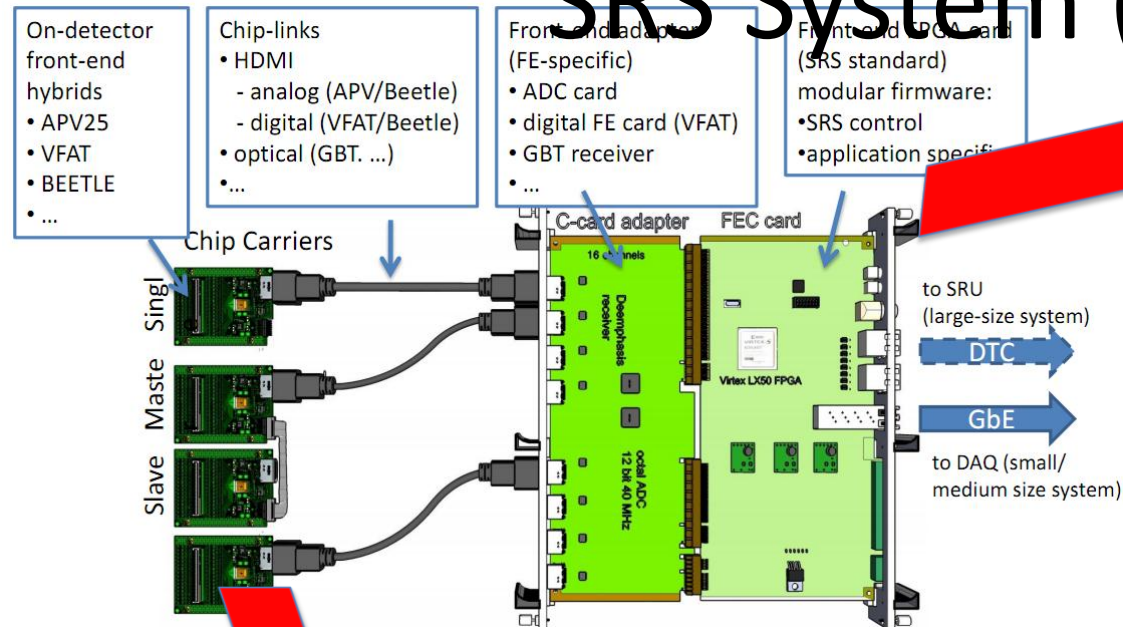 SRS System (
On-detector
front-end
hybrids
• APV25
• VFAT
• BEETLE
• ...
Chip-links
• HDMI
- analog (APV/Beetle)
- digital (VFAT/Beetle)
• optical (GBT. ...)
•...
Front-end adapter
(FE-specific)
• ADC card
• digital FE card (VFAT)
• GBT receiver
• ...
Front-end FPGA card
(SRS standard)
modular firmware:
•SRS control
•application specific
Chip Carriers
Singl
Maste
Slave
C-card adapter
FEC card
16 channels
Deemphasis
receiver
octal ADC
12 bit 40 MHz
Virtex LX50 FPGA
to SRU
(large-size system)
DTC
GbE
to DAQ (small/
medium size system)